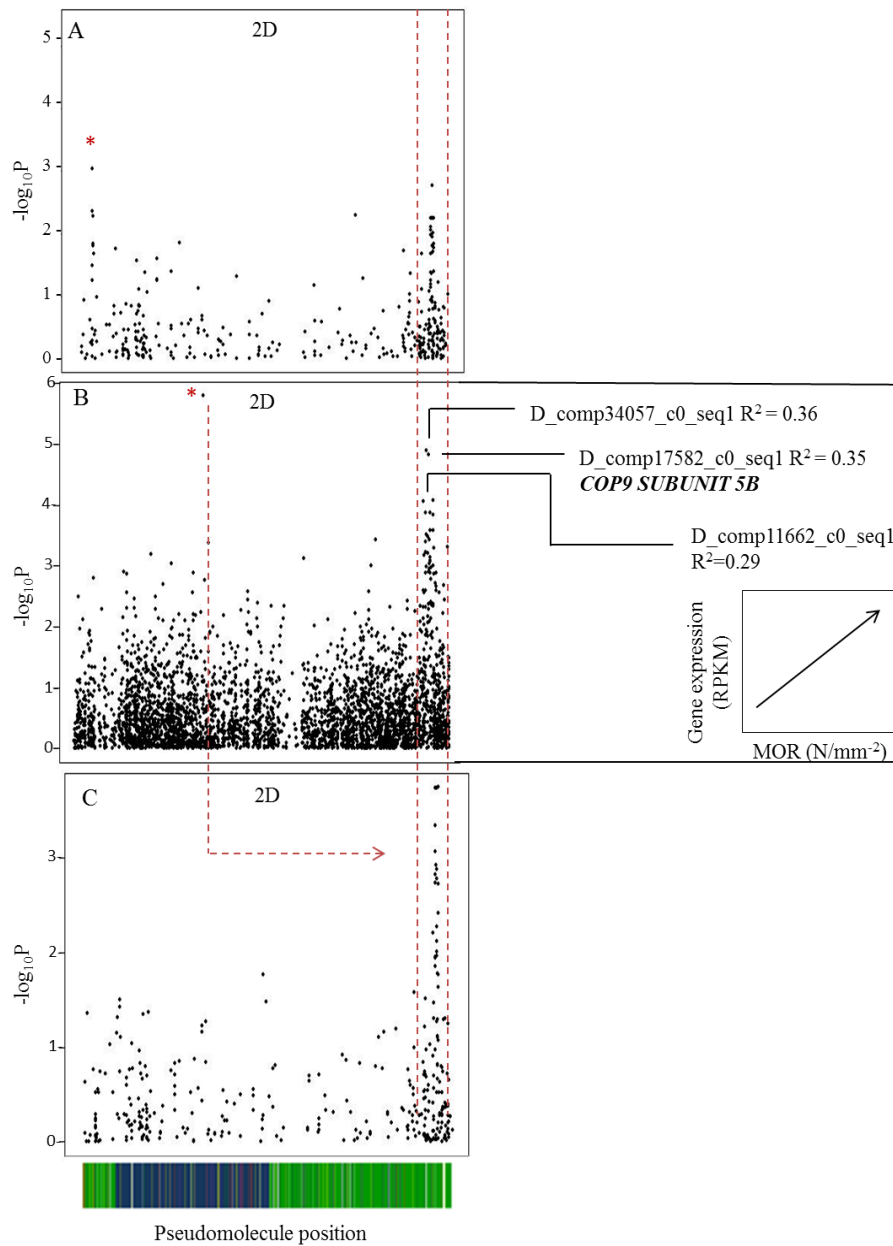 A
2D
5
4
3
2
1
0
*
-log₁₀P
B
2D
6
5
4
3
2
1
0
*
-log₁₀P
D_comp34057_c0_seq1 R² = 0.36
D_comp17582_c0_seq1 R² = 0.35
COP9 SUBUNIT 5B
D_comp11662_c0_seq1
R²=0.29
Gene expression
(RPKM)
MOR (N/mm⁻²)
C
2D
3
2
1
0
-log₁₀P
Pseudomolecule position